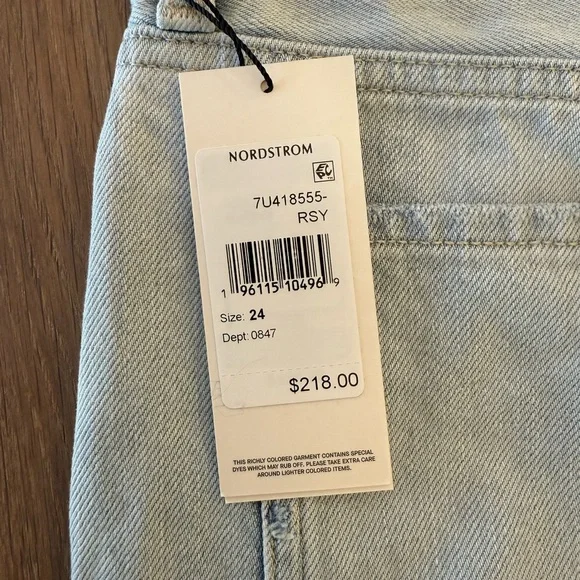 NORDSTROM
7U418555-
RSY
1 96115 10496 9
Size: 24
Dept: 0847
$218.00
THIS RICHLY COLORED GARMENT CONTAINS SPECIAL
DYES WHICH MAY RUB OFF. PLEASE TAKE EXTRA CARE
AROUND LIGHTER COLORED ITEMS.